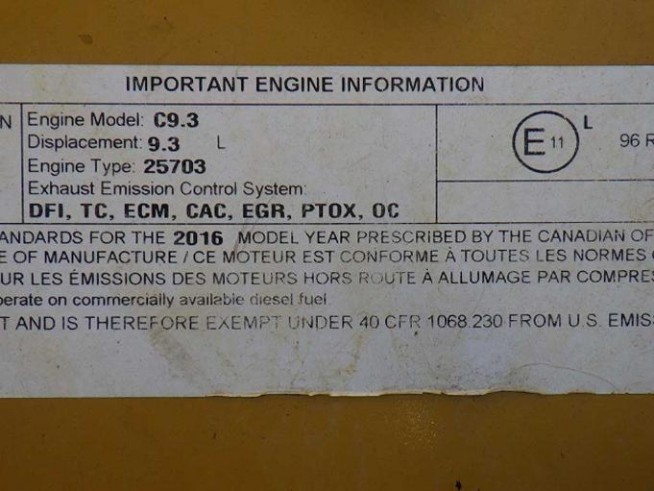 IMPORTANT ENGINE INFORMATION
N
Engine Model: C9.3
Displacement: 9.3 L
Engine Type: 25703
Exhaust Emission Control System:
DFI, TC, ECM, CAC, EGR, PTOX, OC
E 11 L 96 R
ANDARDS FOR THE 2016 MODEL YEAR PRESCRIBED BY THE CANADIAN OF
E OF MANUFACTURE / CE MOTEUR EST CONFORME À TOUTES LES NORMES
UR LES ÉMISSIONS DES MOTEURS HORS ROUTE À ALLUMAGE PAR COMPRES
perate on commercially available diesel fuel
T AND IS THEREFORE EXEMPT UNDER 40 CFR 1068.230 FROM U.S. EMISS